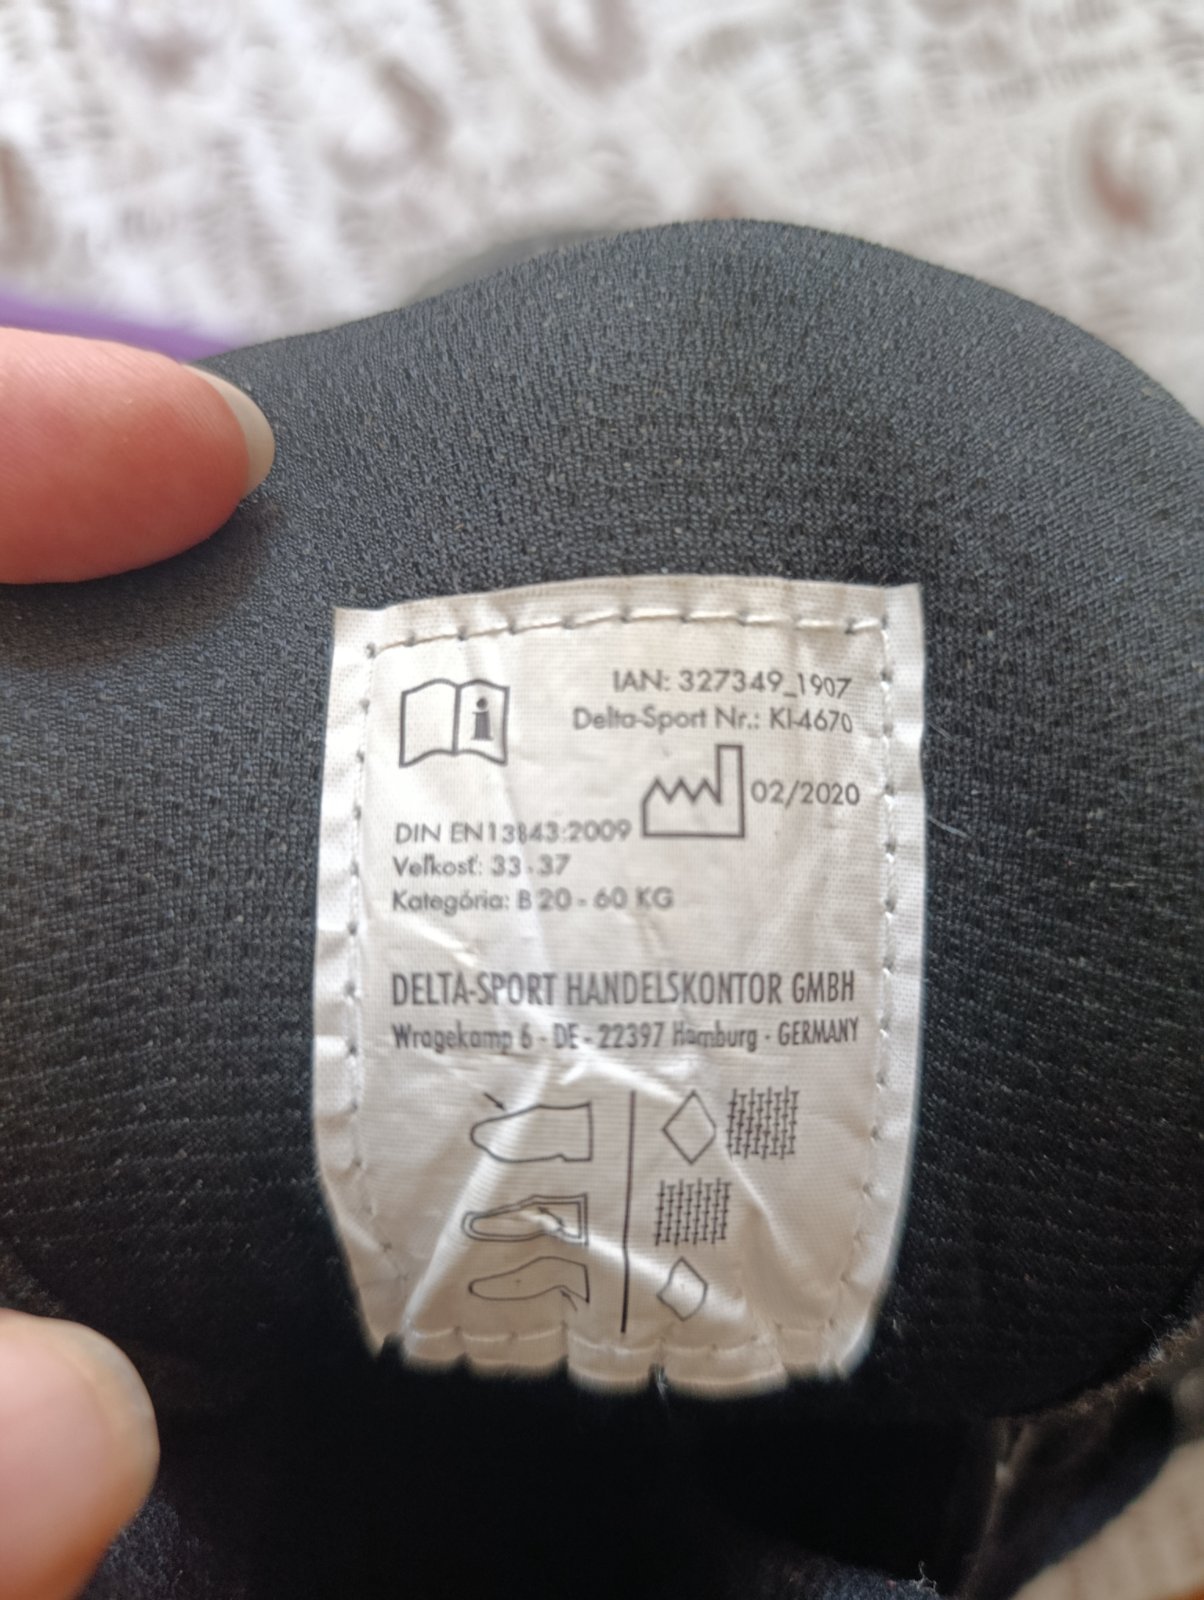 IAN: 327349_1907
Delta-Sport Nr.: KI-4670
02/2020
DIN EN13843:2009
Veľkosť: 33-37
Kategória: B 20 - 60 KG
DELTA-SPORT HANDELSKONTOR GMBH
Wragekamp 6 - DE - 22397 Hamburg - GERMANY